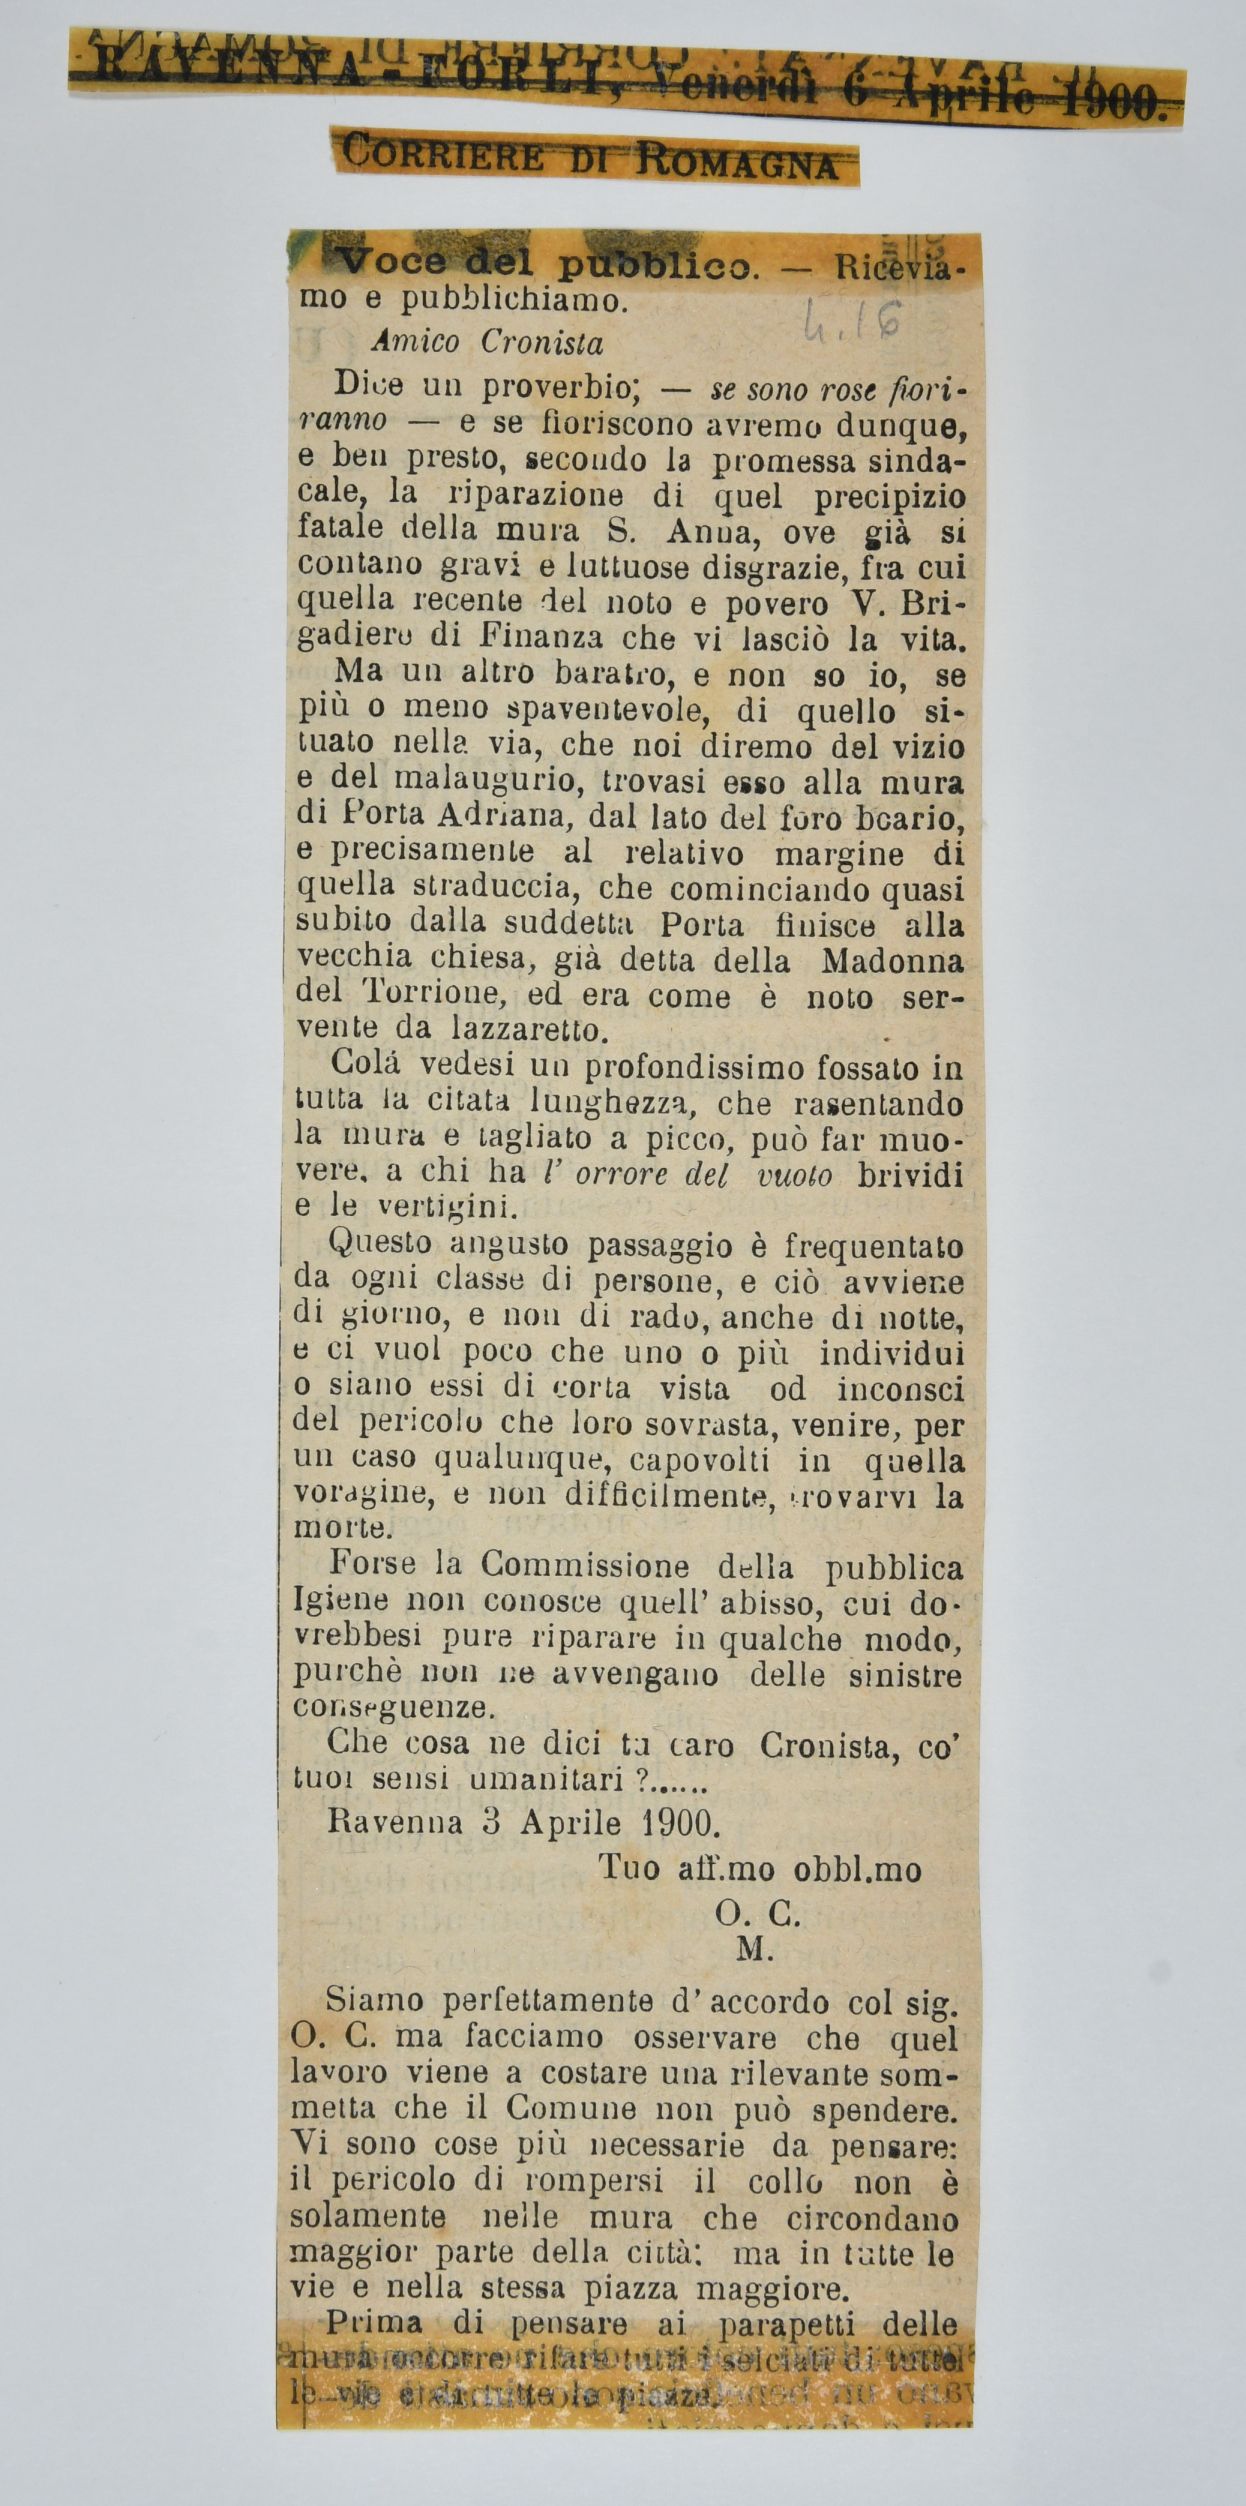 RAVENNA-FORLI, Venerdì 6 Aprile 1900.
CORRIERE DI ROMAGNA
Voce del pubblico. — Ricevia-
mo e pubblichiamo.
4.16
Amico Cronista
Dice un proverbio; — se sono rose fiori-
ranno — e se fioriscono avremo dunque,
e ben presto, secondo la promessa sinda-
cale, la riparazione di quel precipizio
fatale della mura S. Anna, ove già si
contano gravi e luttuose disgrazie, fra cui
quella recente del noto e povero V. Bri-
gadiere di Finanza che vi lasciò la vita.
Ma un altro baratro, e non so io, se
più o meno spaventevole, di quello si-
tuato nella via, che noi diremo del vizio
e del malaugurio, trovasi esso alla mura
di Porta Adriana, dal lato del foro boario,
e precisamente al relativo margine di
quella straduccia, che cominciando quasi
subito dalla suddetta Porta finisce alla
vecchia chiesa, già detta della Madonna
del Torrione, ed era come è noto ser-
vente da lazzaretto.
Colá vedesi un profondissimo fossato in
tutta la citata lunghezza, che rasentando
la mura e tagliato a picco, può far muo-
vere, a chi ha l' orrore del vuoto brividi
e le vertigini.
Questo angusto passaggio è frequentato
da ogni classe di persone, e ciò avviene
di giorno, e non di rado, anche di notte,
e ci vuol poco che uno o più individui
o siano essi di corta vista od inconsci
del pericolo che loro sovrasta, venire, per
un caso qualunque, capovolti in quella
voragine, e non difficilmente, trovarvi la
morte.
Forse la Commissione della pubblica
Igiene non conosce quell' abisso, cui do-
vrebbesi pure riparare in qualche modo,
purchè non ne avvengano delle sinistre
conseguenze.
Che cosa ne dici tu caro Cronista, co'
tuoi sensi umanitari ?......
Ravenna 3 Aprile 1900.
Tuo aff.mo obbl.mo
O. C.
M.
Siamo perfettamente d' accordo col sig.
O. C. ma facciamo osservare che quel
lavoro viene a costare una rilevante som-
metta che il Comune non può spendere.
Vi sono cose più necessarie da pensare:
il pericolo di rompersi il collo non è
solamente nelle mura che circondano
maggior parte della città: ma in tutte le
vie e nella stessa piazza maggiore.
Prima di pensare ai parapetti delle
mura occorre rifare tutti i selciati di tutte
le vie e di tutte le piazze.